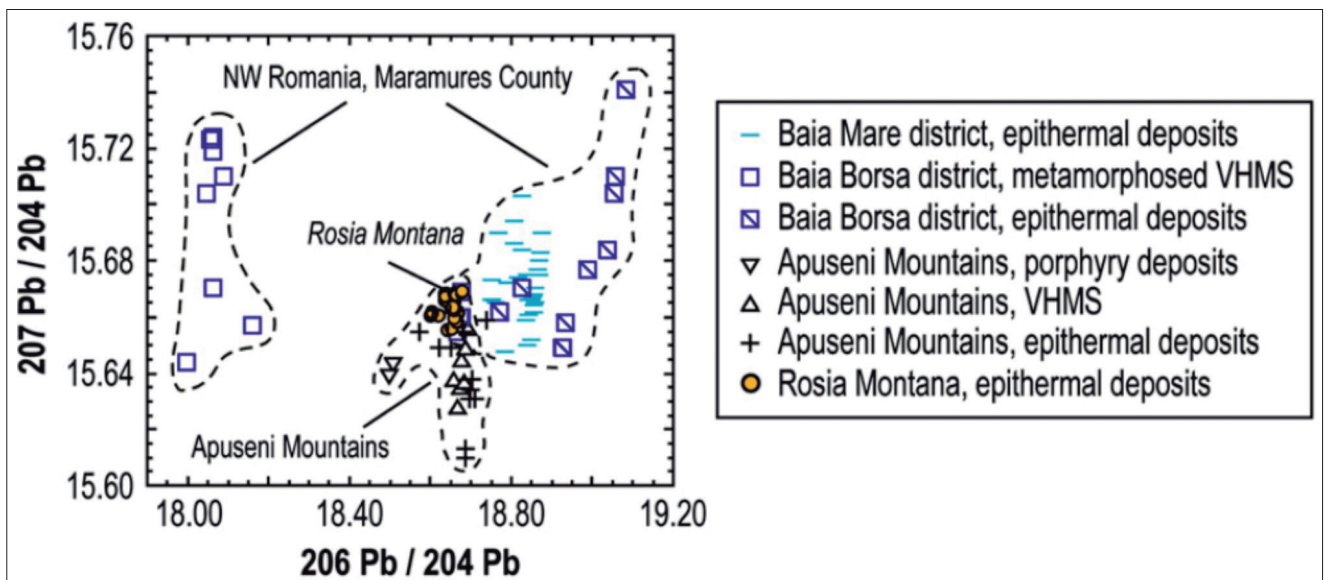 15.76
15.72
15.68
15.64
15.60
207 Pb / 204 Pb
NW Romania, Maramures County
Rosia Montana
Apuseni Mountains
18.00 18.40 18.80 19.20
206 Pb / 204 Pb
Baia Mare district, epithermal deposits
Baia Borsa district, metamorphosed VHMS
Baia Borsa district, epithermal deposits
Apuseni Mountains, porphyry deposits
Apuseni Mountains, VHMS
Apuseni Mountains, epithermal deposits
Rosia Montana, epithermal deposits